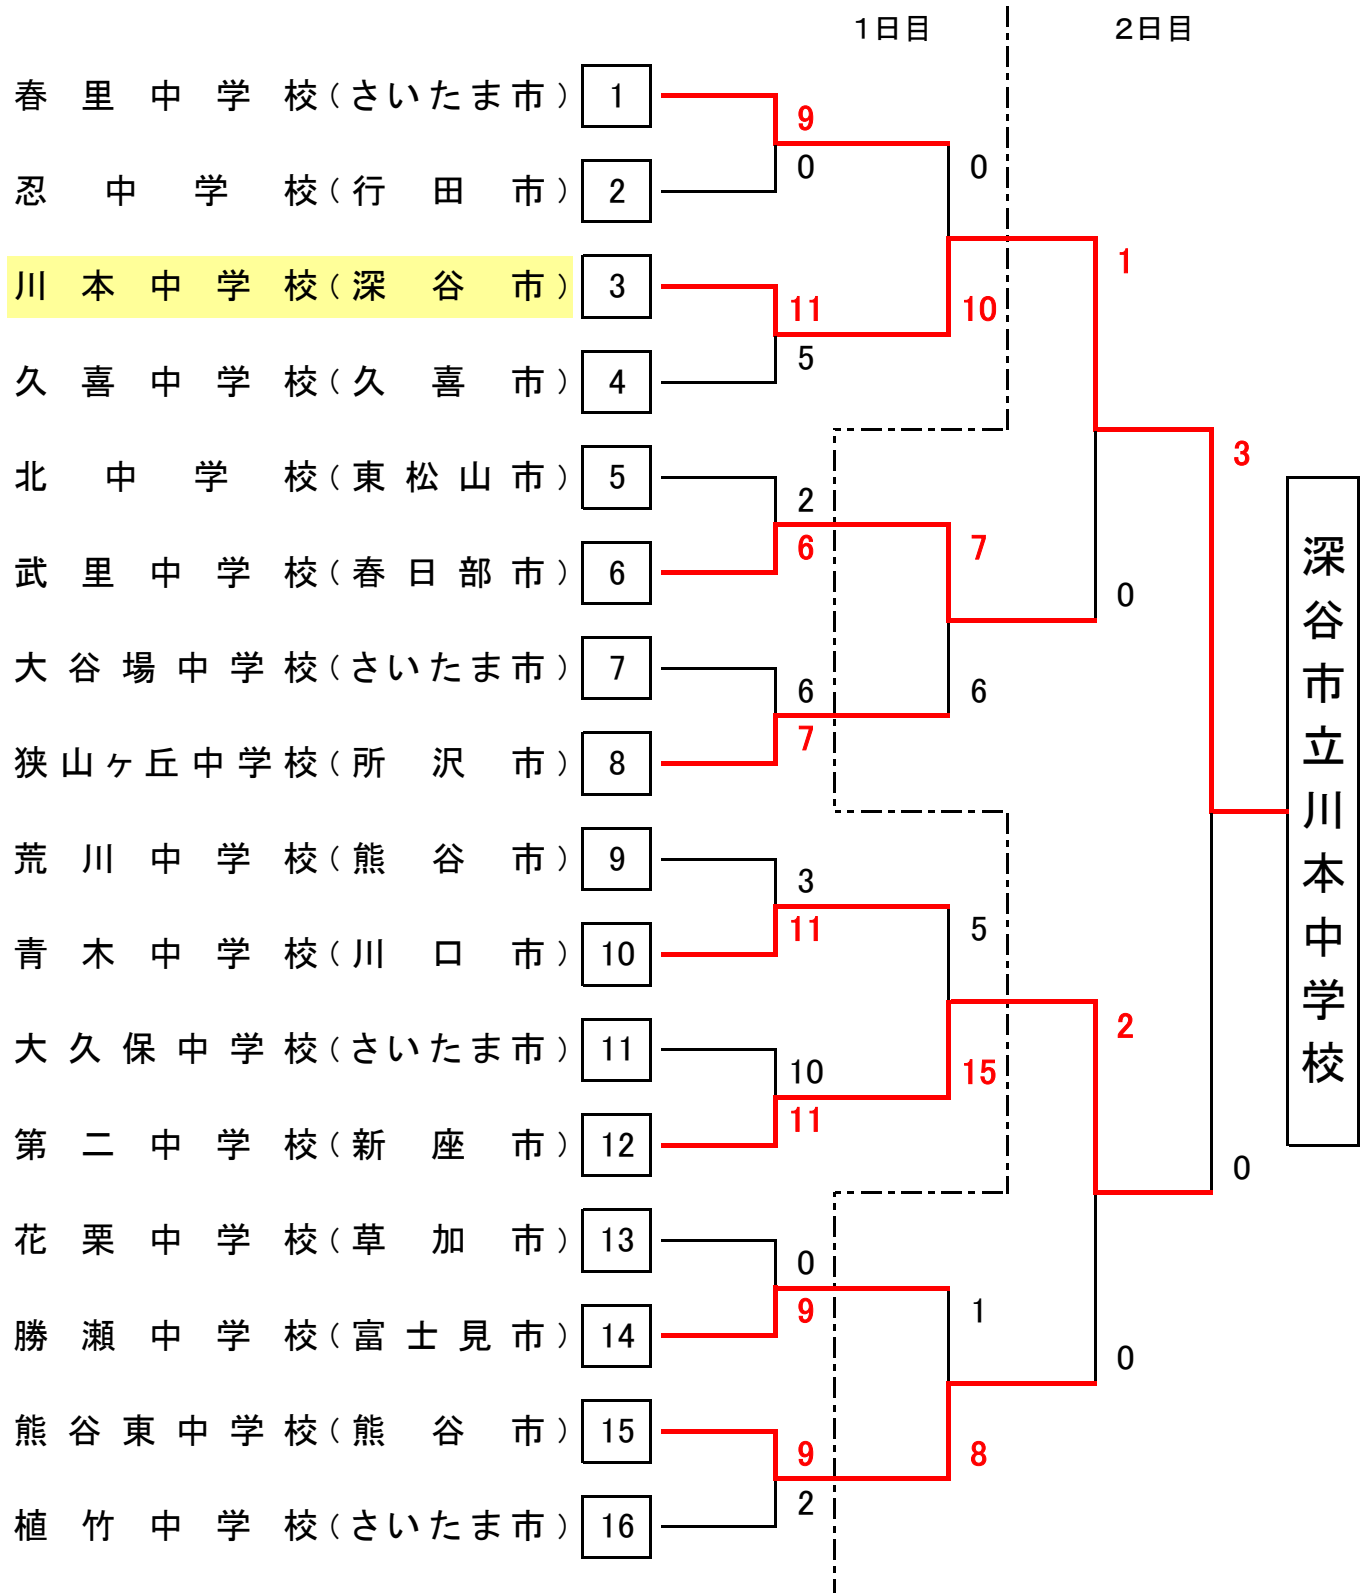 1日目
2日目
春里中学校(さいたま市) 1
9
0
0
忍中学校(行田市) 2
1
川本中学校(深谷市) 3
11
10
5
久喜中学校(久喜市) 4
3
北中学校(東松山市) 5
2
6
7
武里中学校(春日部市) 6
0
大谷場中学校(さいたま市) 7
6
6
7
狭山ヶ丘中学校(所沢市) 8
深谷市立川本中学校
荒川中学校(熊谷市) 9
3
11
5
青木中学校(川口市) 10
2
大久保中学校(さいたま市) 11
10
15
11
第二中学校(新座市) 12
0
花栗中学校(草加市) 13
0
9
1
勝瀬中学校(富士見市) 14
0
熊谷東中学校(熊谷市) 15
9
8
2
植竹中学校(さいたま市) 16